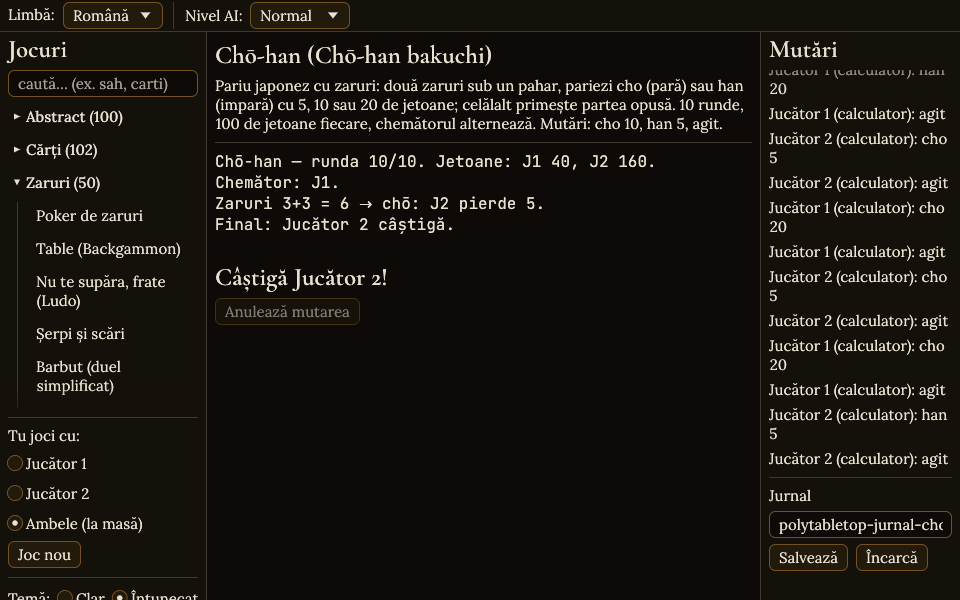 Limbă: Română Nivel AI: Normal
Jocuri
caută... (ex. sah, carti)
Abstract (100)
Cărți (102)
Zaruri (50)
Poker de zaruri
Table (Backgammon)
Nu te supăra, frate
(Ludo)
Șerpi și scări
Barbut (duel
simplificat)
Tu joci cu:
Jucător 1
Jucător 2
Ambele (la masă)
Joc nou
Temă: Clar Întunecat
Chō-han (Chō-han bakuchi)
Pariu japonez cu zaruri: două zaruri sub un pahar, pariezi cho (pară) sau han
(impară) cu 5, 10 sau 20 de jetoane; celălalt primește partea opusă. 10 runde,
100 de jetoane fiecare, chemătorul alternează. Mutări: cho 10, han 5, agit.
Chō-han — runda 10/10. Jetoane: J1 40, J2 160.
Chemător: J1.
Zaruri 3+3 = 6 → chō: J2 pierde 5.
Final: Jucător 2 câștigă.
Câștigă Jucător 2!
Anulează mutarea
Mutări
Jucător 1 (calculator): han
20
Jucător 1 (calculator): agit
Jucător 2 (calculator): cho
5
Jucător 2 (calculator): agit
Jucător 1 (calculator): cho
20
Jucător 1 (calculator): agit
Jucător 2 (calculator): cho
5
Jucător 2 (calculator): agit
Jucător 1 (calculator): cho
20
Jucător 1 (calculator): agit
Jucător 2 (calculator): han
5
Jucător 2 (calculator): agit
Jurnal
polytabletop-jurnal-cho
Salvează Încarcă